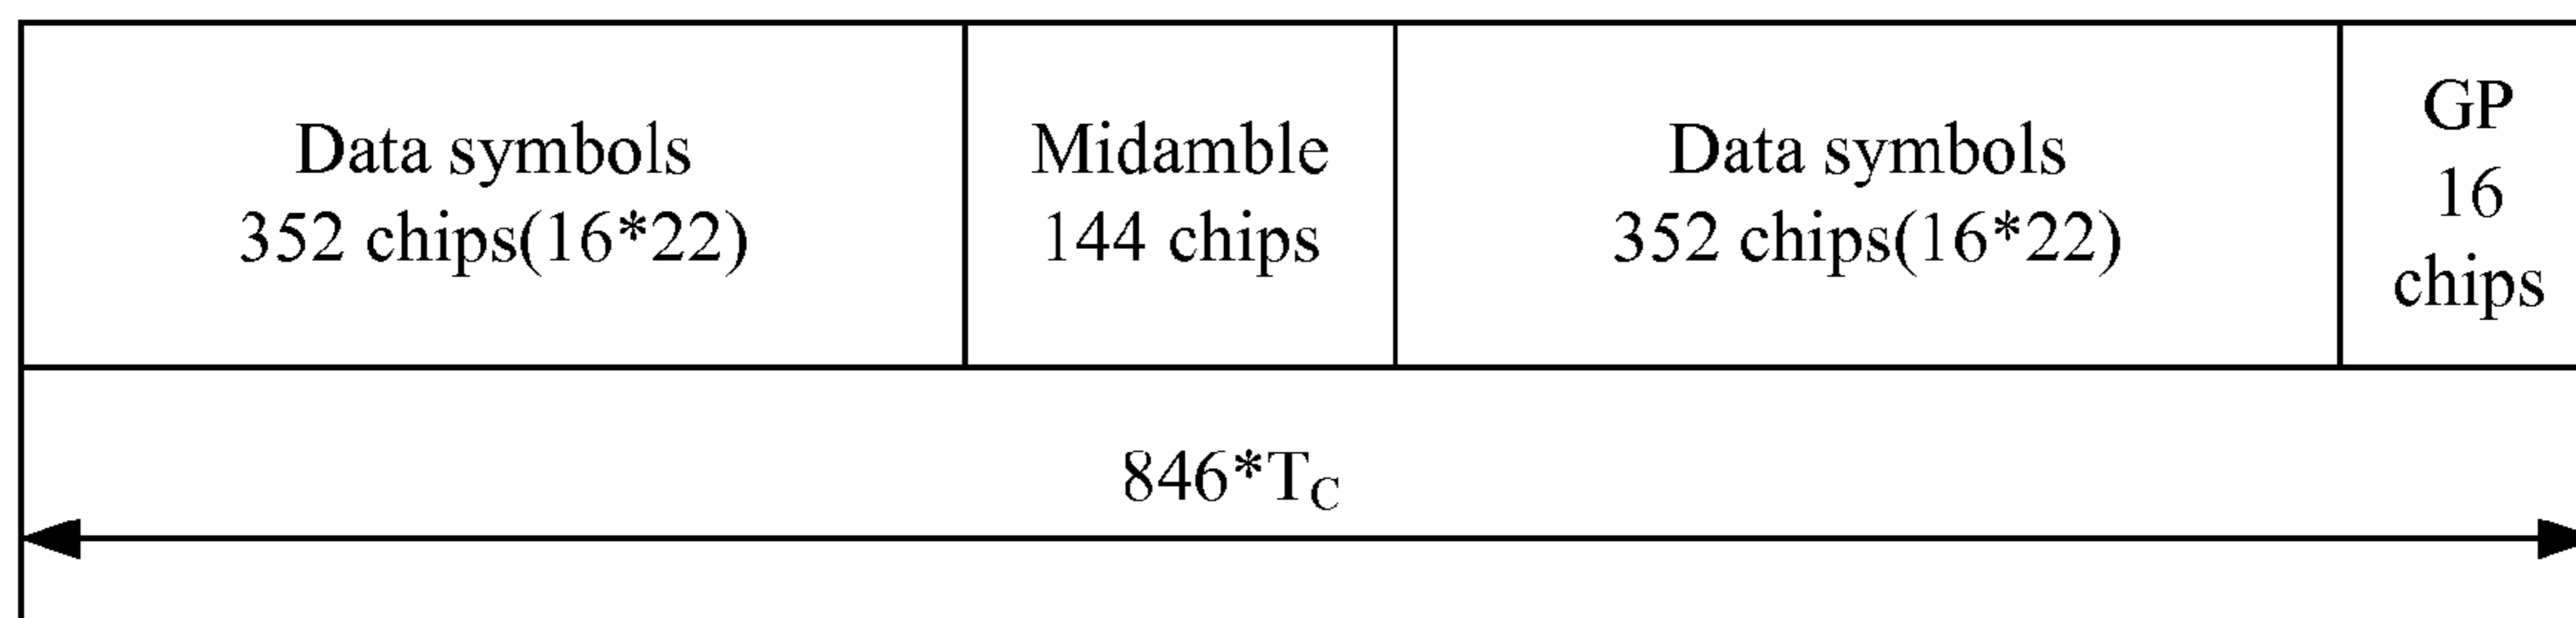 Data symbols
352 chips(16*22)
Midamble
144 chips
Data symbols
352 chips(16*22)
GP
16
chips
846*TC